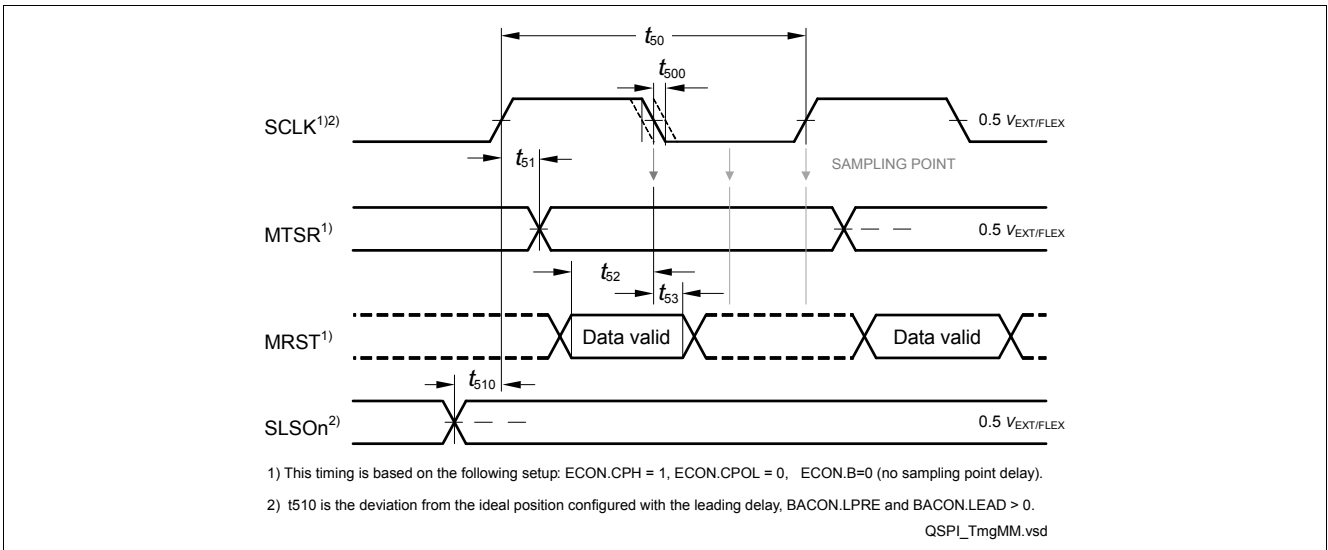 t50
t500
SCLK1)2)
0.5 VEXT/FLEX
t51
SAMPLING POINT
MTSR1)
0.5 VEXT/FLEX
t52
t53
MRST1)
Data valid
Data valid
t510
SLSOn2)
0.5 VEXT/FLEX
1) This timing is based on the following setup: ECON.CPH = 1, ECON.CPOL = 0, ECON.B=0 (no sampling point delay).
2) t510 is the deviation from the ideal position configured with the leading delay, BACON.LPRE and BACON.LEAD > 0.
QSPI_TmgMM.vsd